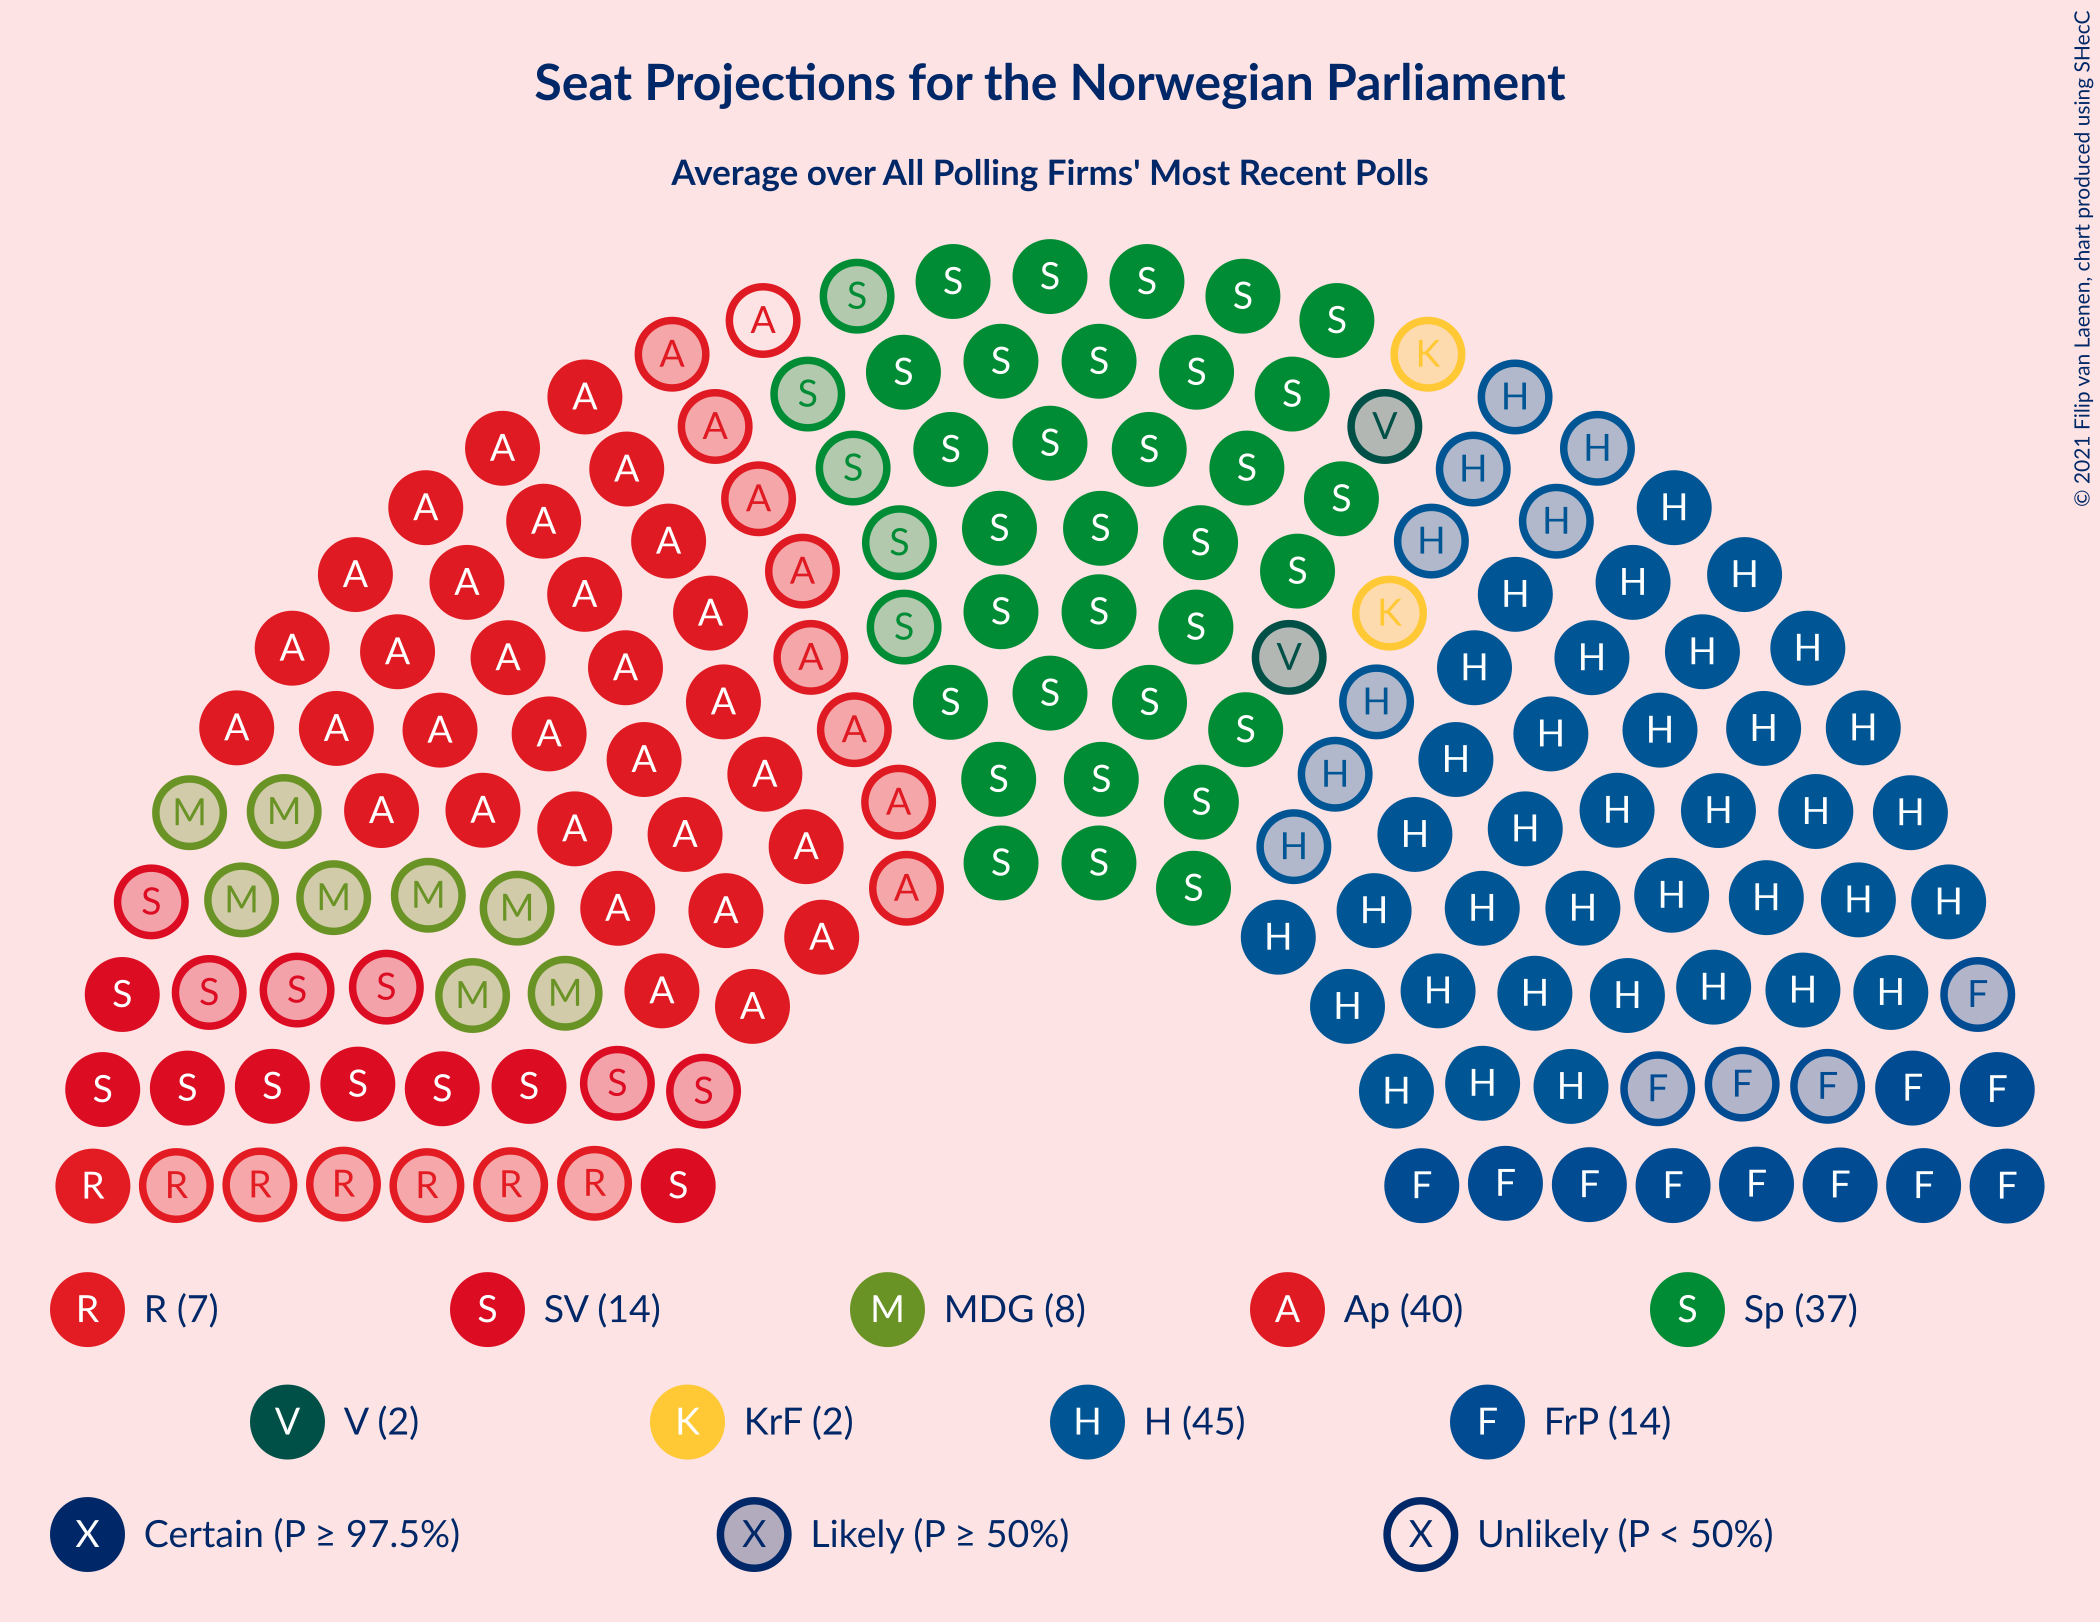 Seat Projections for the Norwegian Parliament
Average over All Polling Firms' Most Recent Polls
© 2021 Filip van Laenen, chart produced using SHecC
S S S S S S
A K
A H
A S S S S S S H
A V
A A H
A S S S S S S H
A A H
A S S S S S H
A A H
A S S S S V K H
A A A A A H H H H
A S S S S H
A A A A A H H H H
M M A A A A A A S S S H H H H H H H
S M M M M A A A A S S S H H H H H H H H
S S S S M M A A H H H H H H H F
S S S S S S S S H H H F F F F F
R R R R R R R S F F F F F F F F
R R (7) S SV (14) M MDG (8) A Ap (40) S Sp (37)
V V (2) K KrF (2) H H (45) F FrP (14)
X Certain (P ≥ 97.5%) X Likely (P ≥ 50%) X Unlikely (P < 50%)